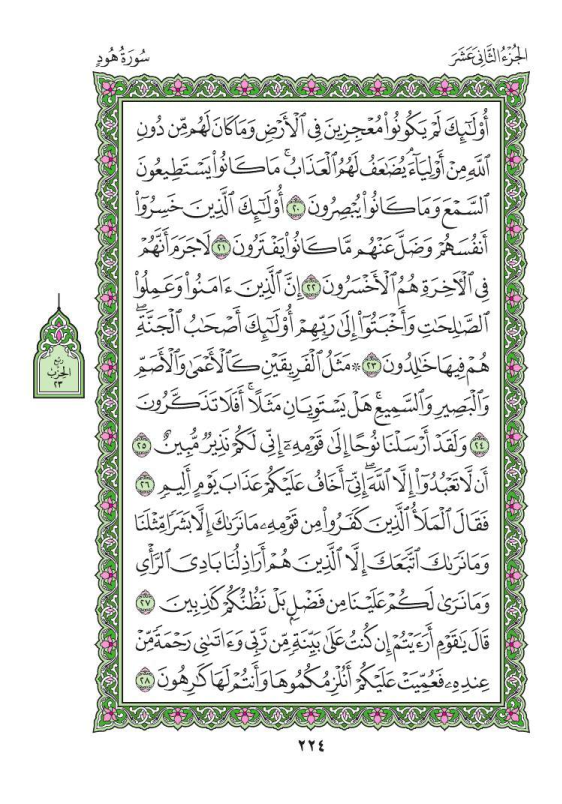 الجُزْءُ الثَّانِي عَشَرَ
سُورَةُ هُودٍ
أُوْلَٰٓئِكَ لَمْ يَكُونُواْ مُعْجِزِينَ فِي ٱلْأَرْضِ وَمَا كَانَ لَهُم مِّن دُونِ
ٱللَّهِ مِنْ أَوْلِيَآءَۘ يُضَٰعَفُ لَهُمُ ٱلْعَذَابُۚ مَا كَانُواْ يَسْتَطِيعُونَ
ٱلسَّمْعَ وَمَا كَانُواْ يُبْصِرُونَ ٢٠ أُوْلَٰٓئِكَ ٱلَّذِينَ خَسِرُوٓاْ
أَنفُسَهُمْ وَضَلَّ عَنْهُم مَّا كَانُواْ يَفْتَرُونَ ٢١ لَا جَرَمَ أَنَّهُمْ
فِي ٱلْأٓخِرَةِ هُمُ ٱلْأَخْسَرُونَ ٢٢ إِنَّ ٱلَّذِينَ ءَامَنُواْ وَعَمِلُواْ
ٱلصَّٰلِحَٰتِ وَأَخْبَتُوٓاْ إِلَىٰ رَبِّهِمْ أُوْلَٰٓئِكَ أَصْحَٰبُ ٱلْجَنَّةِۖ
هُمْ فِيهَا خَٰلِدُونَ ٢٣ ۞ مَثَلُ ٱلْفَرِيقَيْنِ كَٱلْأَعْمَىٰ وَٱلْأَصَمِّ
وَٱلْبَصِيرِ وَٱلسَّمِيعِۚ هَلْ يَسْتَوِيَانِ مَثَلًاۚ أَفَلَا تَذَكَّرُونَ
٢٤ وَلَقَدْ أَرْسَلْنَا نُوحًا إِلَىٰ قَوْمِهِۦٓ إِنِّي لَكُمْ نَذِيرٌ مُّبِينٌ ٢٥
أَن لَّا تَعْبُدُوٓاْ إِلَّا ٱللَّهَۖ إِنِّيٓ أَخَافُ عَلَيْكُمْ عَذَابَ يَوْمٍ أَلِيمٍ ٢٦
فَقَالَ ٱلْمَلَأُ ٱلَّذِينَ كَفَرُواْ مِن قَوْمِهِۦ مَا نَرَىٰكَ إِلَّا بَشَرًا مِّثْلَنَا
وَمَا نَرَىٰكَ ٱتَّبَعَكَ إِلَّا ٱلَّذِينَ هُمْ أَرَاذِلُنَا بَادِيَ ٱلرَّأْيِ
وَمَا نَرَىٰ لَكُمْ عَلَيْنَا مِن فَضْلِۭ بَلْ نَظُنُّكُمْ كَٰذِبِينَ ٢٧
قَالَ يَٰقَوْمِ أَرَءَيْتُمْ إِن كُنتُ عَلَىٰ بَيِّنَةٍ مِّن رَّبِّي وَءَاتَىٰنِي رَحْمَةً مِّنْ
عِندِهِۦ فَعُمِّيَتْ عَلَيْكُمْ أَنُلْزِمُكُمُوهَا وَأَنتُمْ لَهَا كَٰرِهُونَ ٢٨
ربع
الحزب
٢٣
٢٢٤